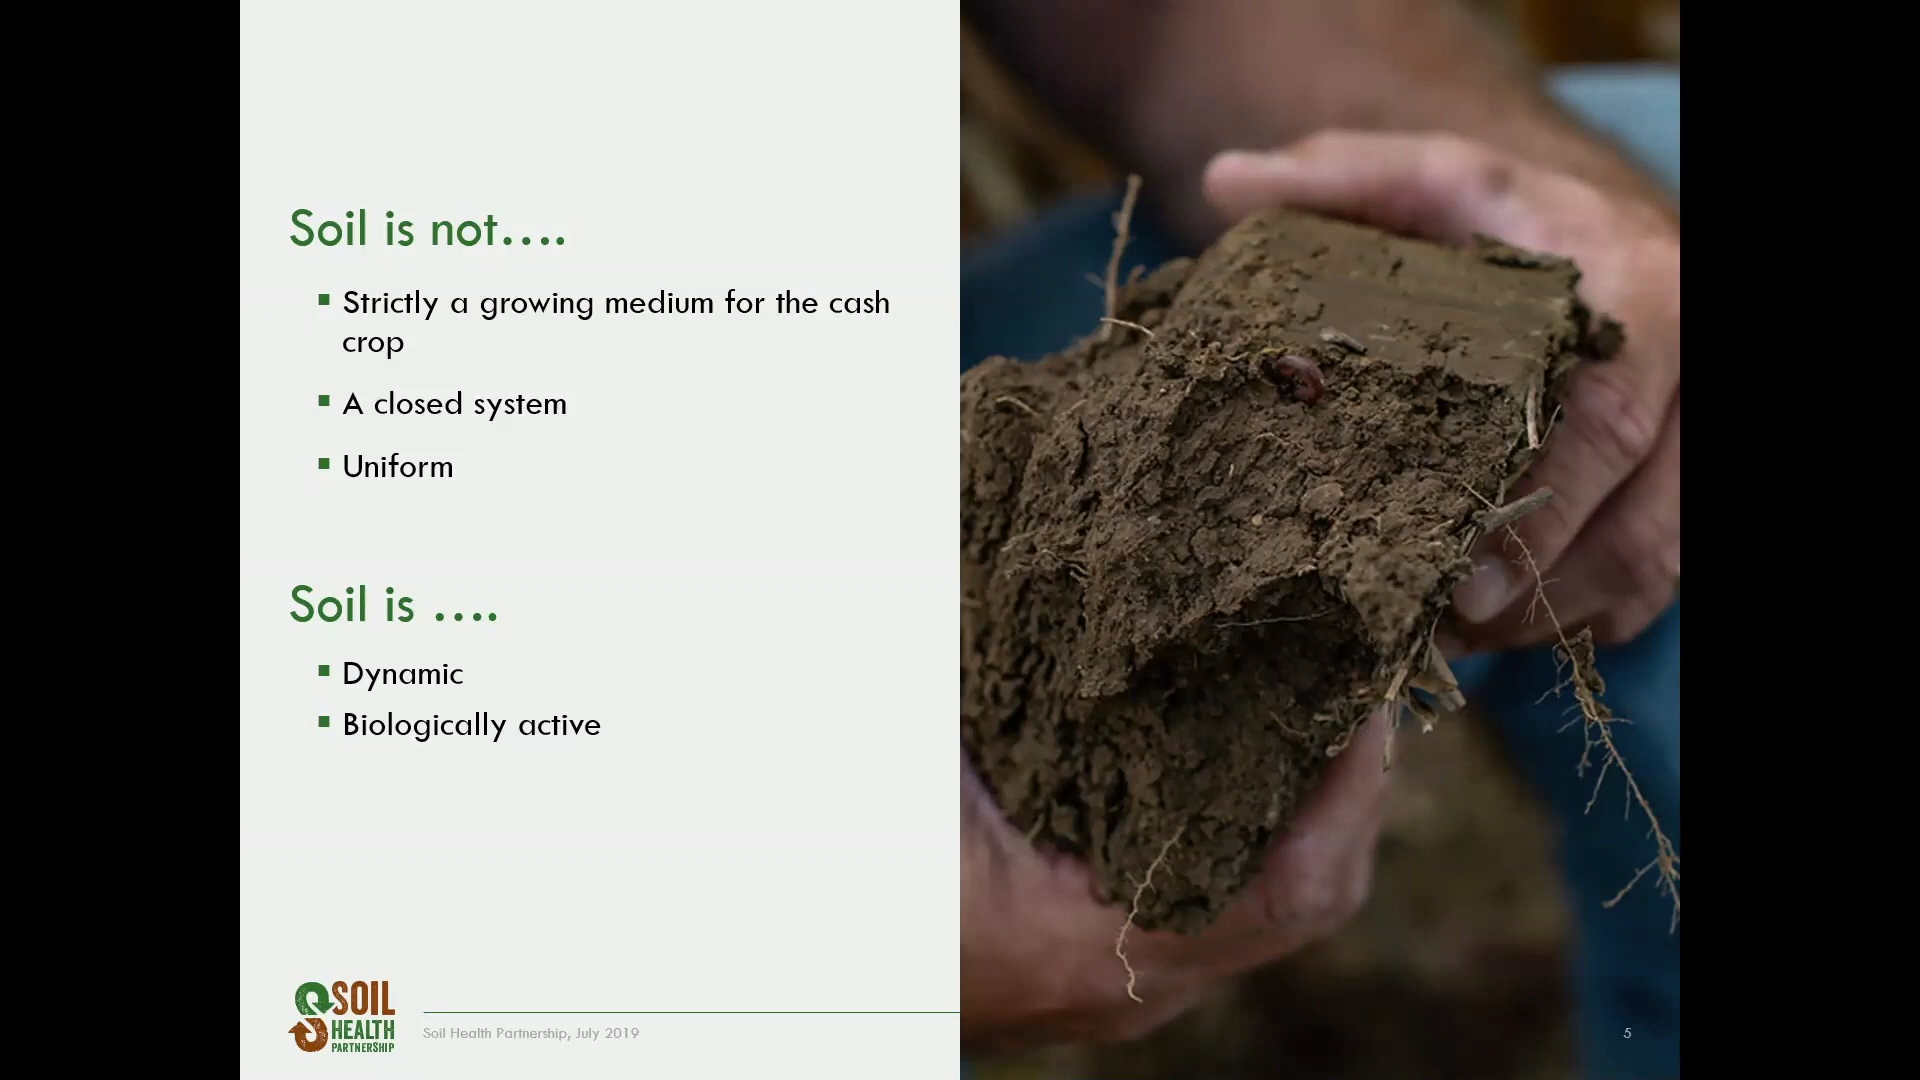 Soil is not….
▪ Strictly a growing medium for the cash
crop
▪ A closed system
▪ Uniform
Soil is ….
▪ Dynamic
▪ Biologically active
SOIL
HEALTH
PARTNERSHIP
Soil Health Partnership, July 2019
5